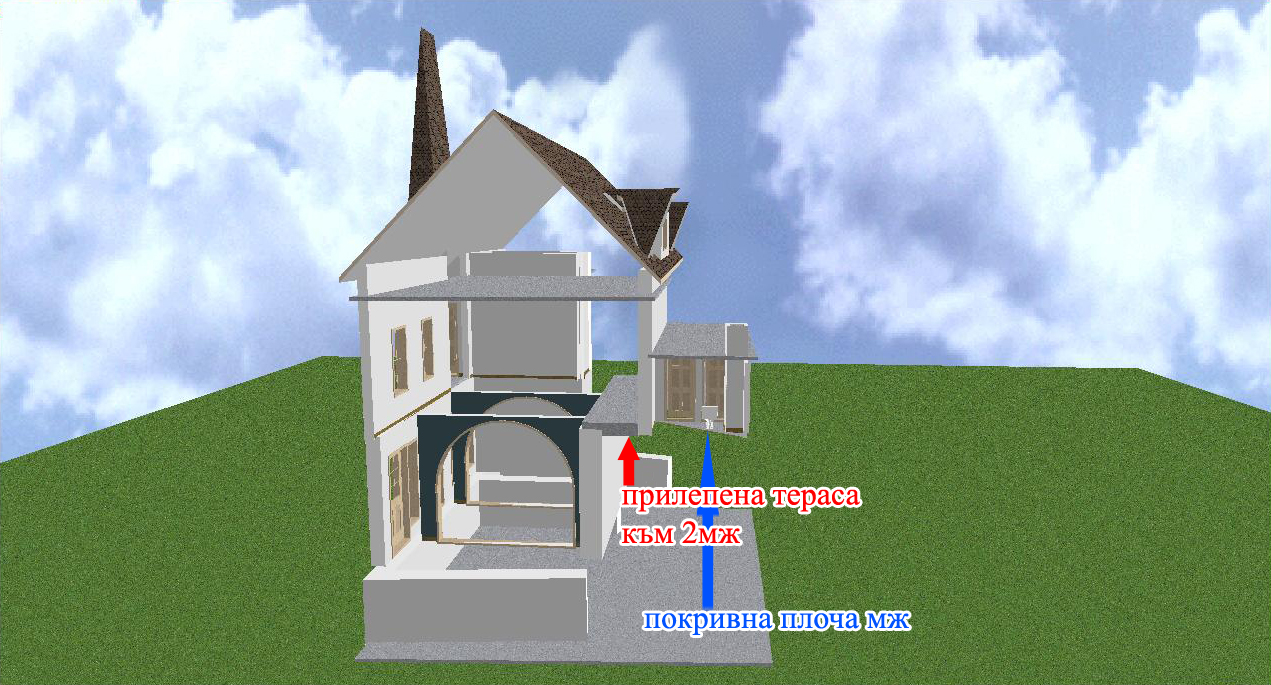 прилепена тераса
към 2мж
покривна плоча мж